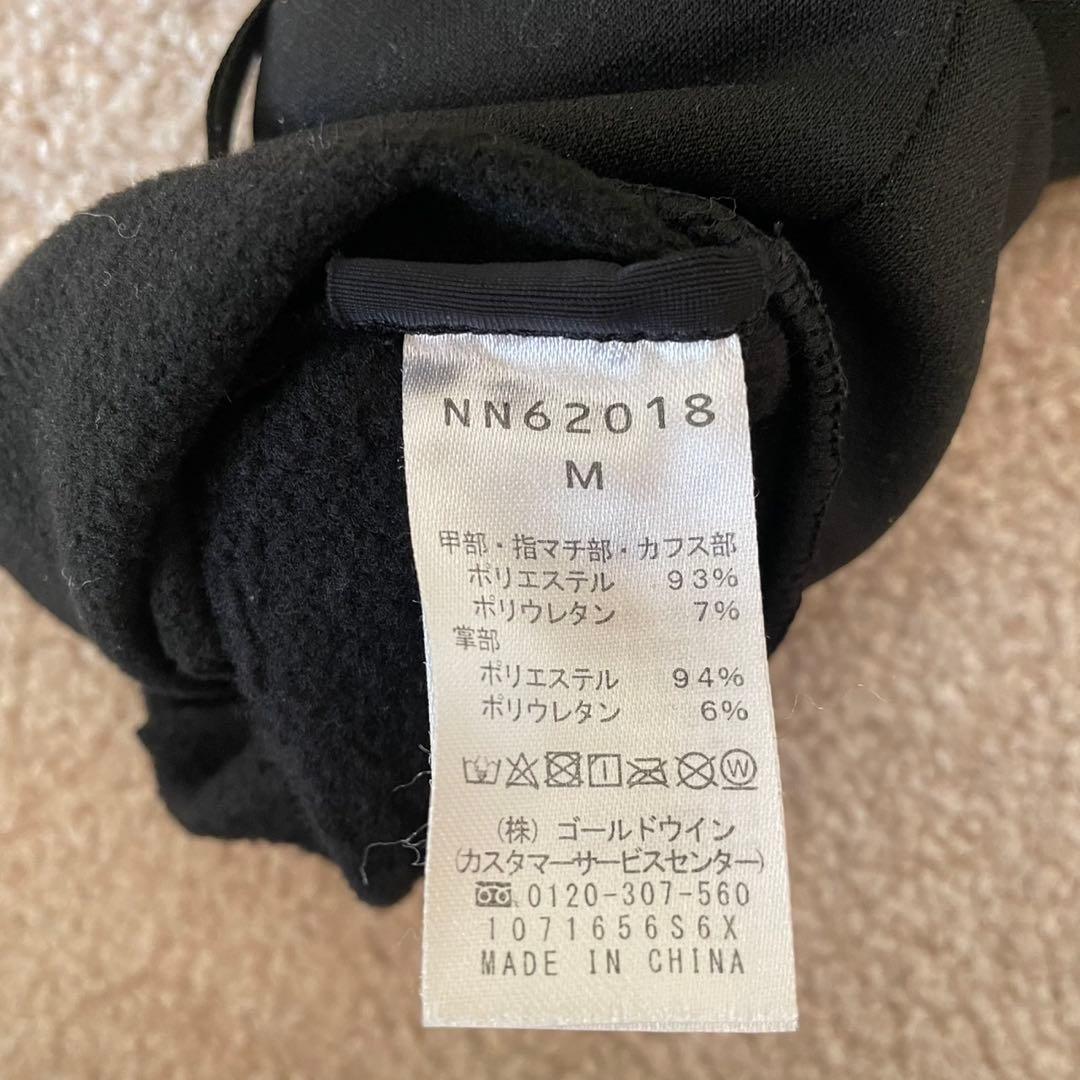 NN62018
M
甲部・指マチ部・カフス部
ポリエステル 93%
ポリウレタン 7%
掌部
ポリエステル 94%
ポリウレタン 6%
W
(株) ゴールドウイン
(カスタマーサービスセンター)
0120-307-560
1071656S6X
MADE IN CHINA